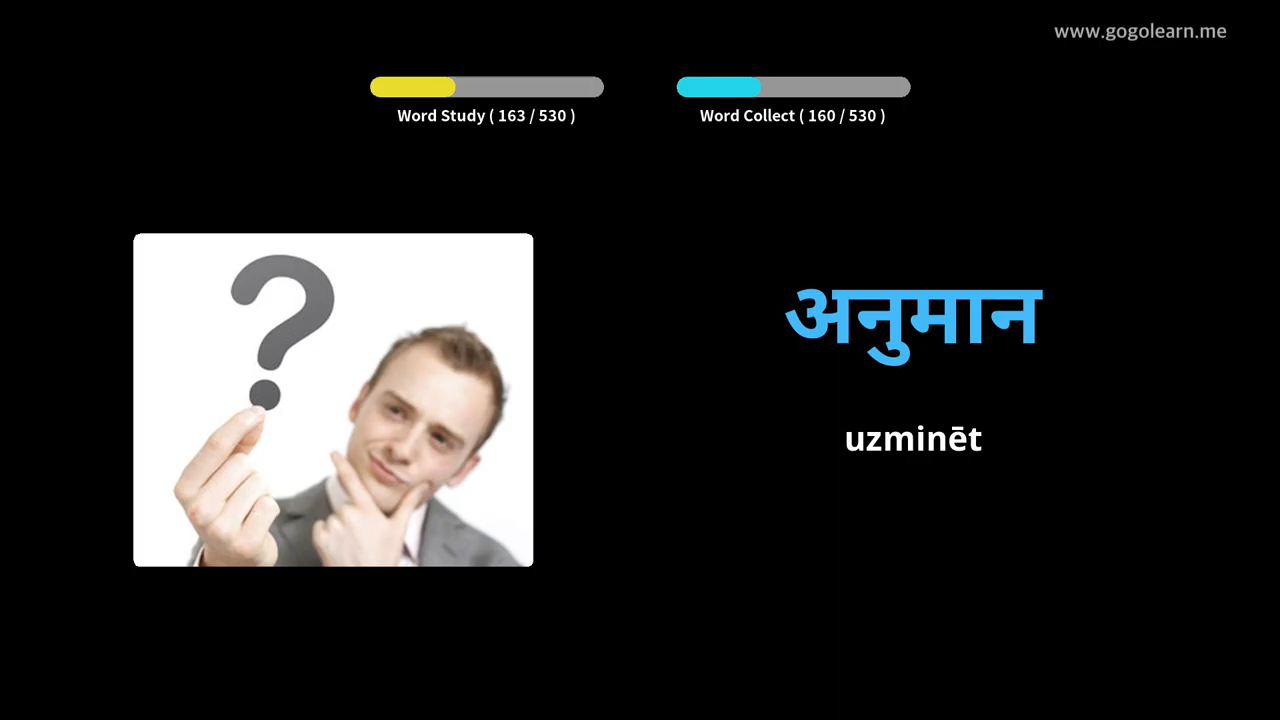 www.gogolearn.me
Word Study ( 163 / 530 )
Word Collect ( 160 / 530 )
अनुमान
uzminēt